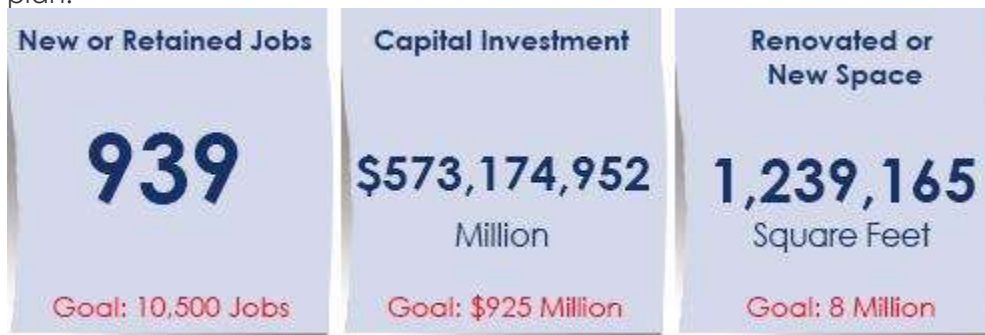 plan.
New or Retained Jobs
939
Goal: 10,500 Jobs
Capital Investment
$573,174,952
Million
Goal: $925 Million
Renovated or
New Space
1,239,165
Square Feet
Goal: 8 Million